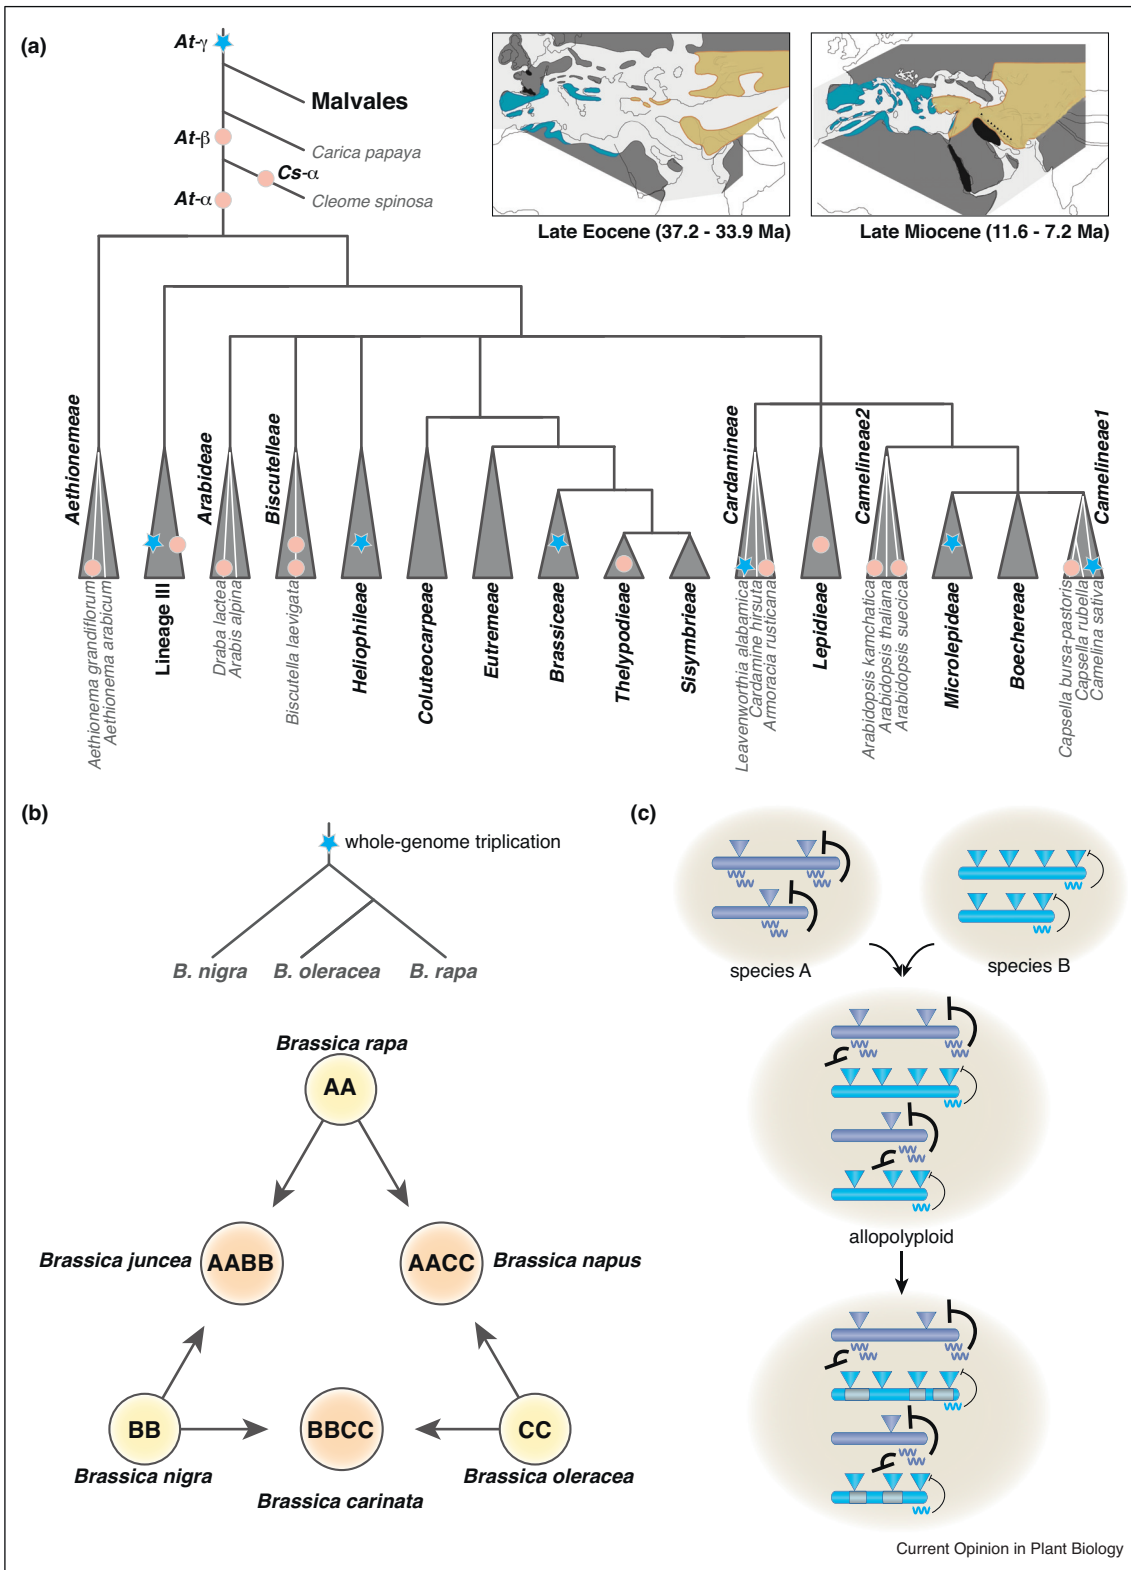 (a)
At-γ
Malvales
At-β
Carica papaya
Cs-α
At-α
Cleome spinosa
Late Eocene (37.2 - 33.9 Ma)
Late Miocene (11.6 - 7.2 Ma)
Aethionemeae
Arabideae
Biscutelleae
Cardamineae
Camelineae2
Camelineae1
Aethionema grandiflorum
Aethionema arabicum
Lineage III
Draba lactea
Arabis alpina
Biscutella laevigata
Heliophileae
Coluteocarpeae
Eutremeae
Brassiceae
Thelypodieae
Sisymbrieae
Leavenworthia alabamica
Cardamine hirsuta
Armorada rusticana
Lepidieae
Arabidopsis kamchatica
Arabidopsis thaliana
Arabidopsis suecica
Microlepideae
Boechereae
Capsella bursa-pastoris
Capsella rubella
Camelina sativa
(b)
whole-genome triplication
B. nigra
B. oleracea
B. rapa
Brassica rapa
AA
Brassica juncea
AABB
AACC
Brassica napus
BB
BBCC
CC
Brassica nigra
Brassica oleracea
Brassica carinata
(c)
species A
species B
allopolyploid
Current Opinion in Plant Biology